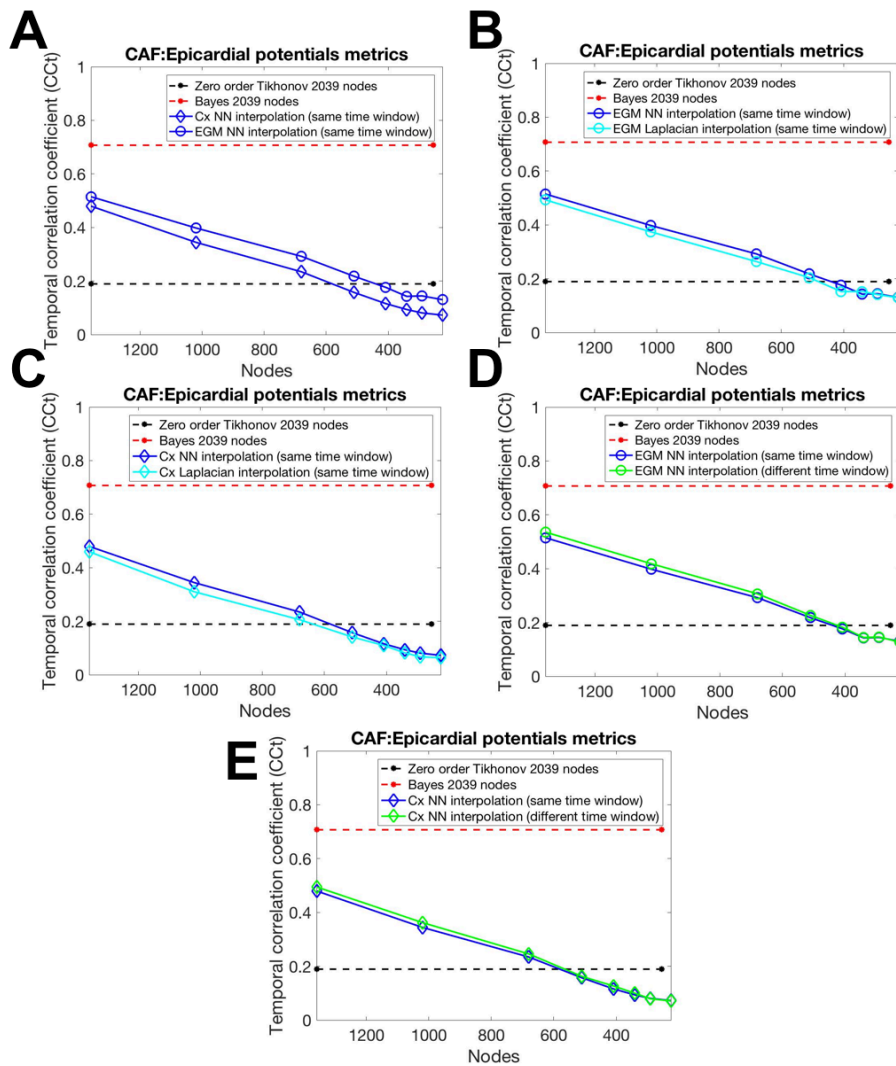 A
CAF:Epicardial potentials metrics
Temporal correlation coefficient (CCt)
1
0.8
0.6
0.4
0.2
0
Zero order Tikhonov 2039 nodes
Bayes 2039 nodes
Cx NN interpolation (same time window)
EGM NN interpolation (same time window)
1200 1000 800 600 400
Nodes
B
CAF:Epicardial potentials metrics
Temporal correlation coefficient (CCt)
1
0.8
0.6
0.4
0.2
0
Zero order Tikhonov 2039 nodes
Bayes 2039 nodes
EGM NN interpolation (same time window)
EGM Laplacian interpolation (same time window)
1200 1000 800 600 400
Nodes
C
CAF:Epicardial potentials metrics
Temporal correlation coefficient (CCt)
1
0.8
0.6
0.4
0.2
0
Zero order Tikhonov 2039 nodes
Bayes 2039 nodes
Cx NN interpolation (same time window)
Cx Laplacian interpolation (same time window)
1200 1000 800 600 400
Nodes
D
CAF:Epicardial potentials metrics
Temporal correlation coefficient (CCt)
1
0.8
0.6
0.4
0.2
0
Zero order Tikhonov 2039 nodes
Bayes 2039 nodes
EGM NN interpolation (same time window)
EGM NN interpolation (different time window)
1200 1000 800 600 400
Nodes
E
CAF:Epicardial potentials metrics
Temporal correlation coefficient (CCt)
1
0.8
0.6
0.4
0.2
0
Zero order Tikhonov 2039 nodes
Bayes 2039 nodes
Cx NN interpolation (same time window)
Cx NN interpolation (different time window)
1200 1000 800 600 400
Nodes